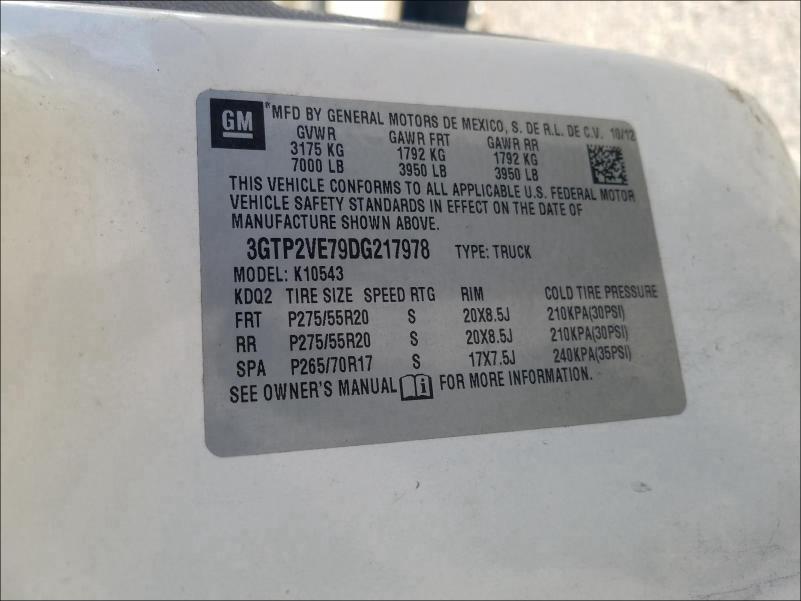 GM
MFD BY GENERAL MOTORS DE MEXICO, S. DE R.L. DE C.V. 10/12
GVWR GAWR FRT GAWR RR
3175 KG 1792 KG 1792 KG
7000 LB 3950 LB 3950 LB
THIS VEHICLE CONFORMS TO ALL APPLICABLE U.S. FEDERAL MOTOR
VEHICLE SAFETY STANDARDS IN EFFECT ON THE DATE OF
MANUFACTURE SHOWN ABOVE.
3GTP2VE79DG217978 TYPE: TRUCK
MODEL: K10543
KDQ2 TIRE SIZE SPEED RTG RIM COLD TIRE PRESSURE
FRT P275/55R20 S 20X8.5J 210KPA(30PSI)
RR P275/55R20 S 20X8.5J 210KPA(30PSI)
SPA P265/70R17 S 17X7.5J 240KPA(35PSI)
SEE OWNER'S MANUAL FOR MORE INFORMATION.